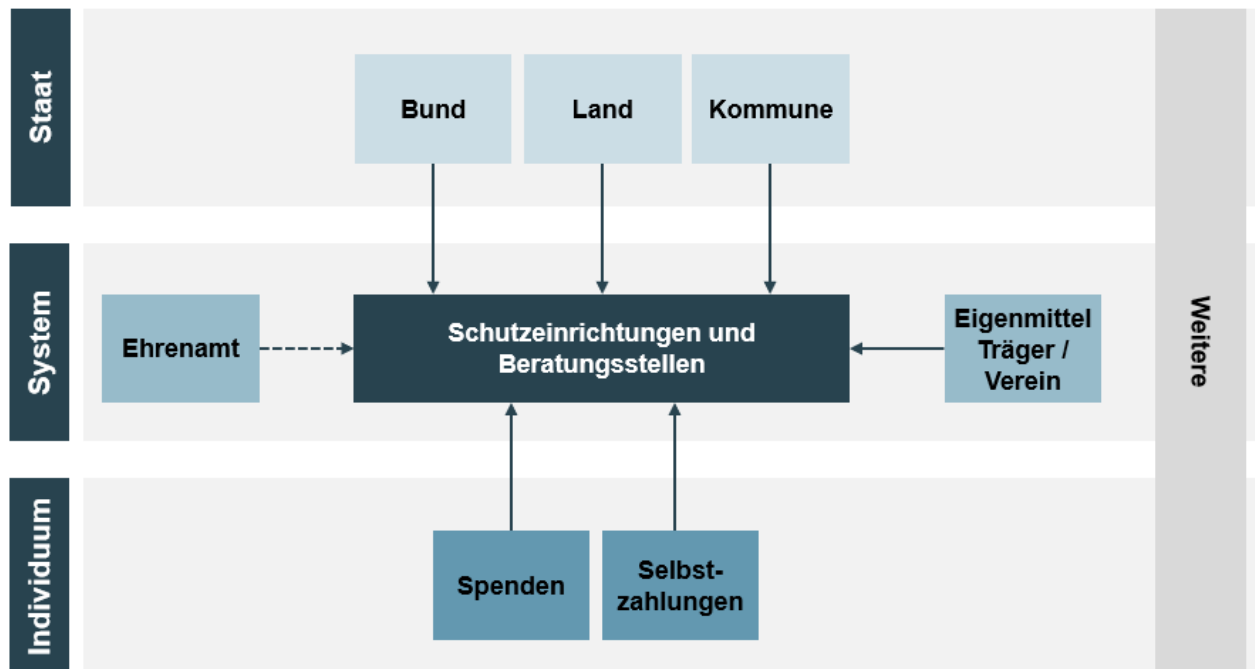 Staat
Bund
Land
Kommune
System
Ehrenamt
Schutzeinrichtungen und
Beratungsstellen
Eigenmittel
Träger /
Verein
Weitere
Individuum
Spenden
Selbst-
zahlungen